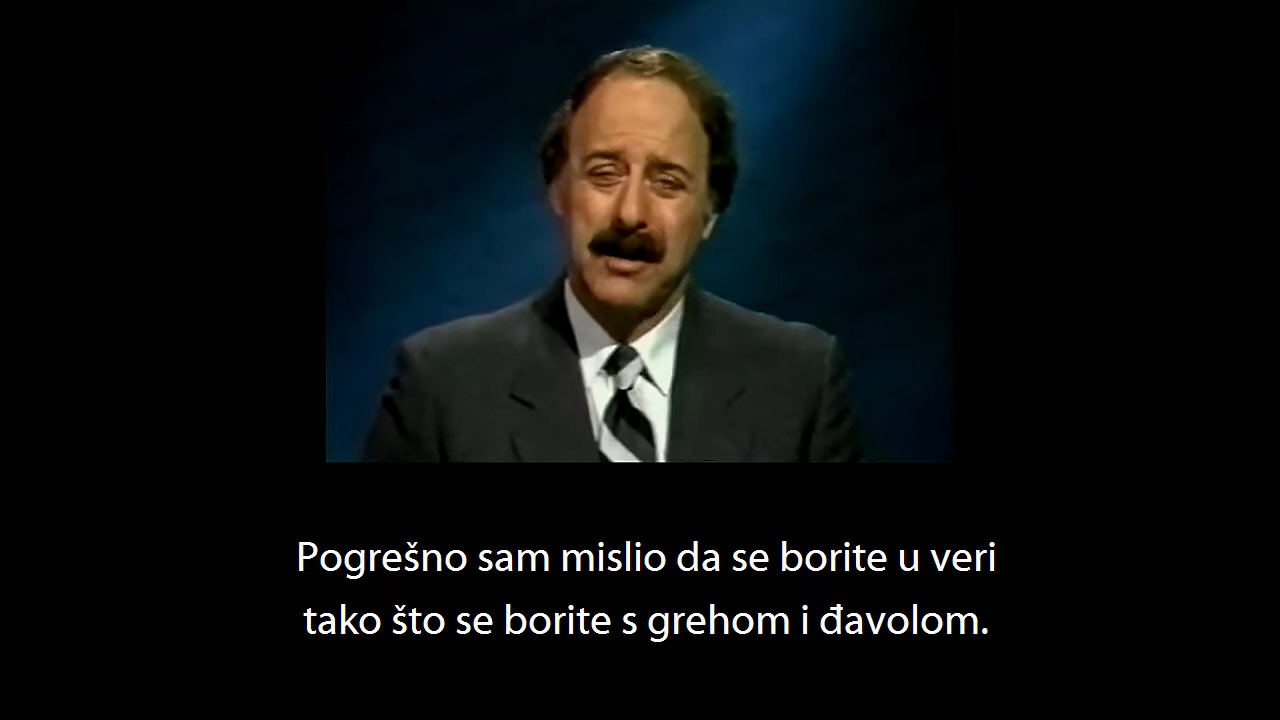 Pogrešno sam mislio da se borite u veri
tako što se borite s grehom i đavolom.